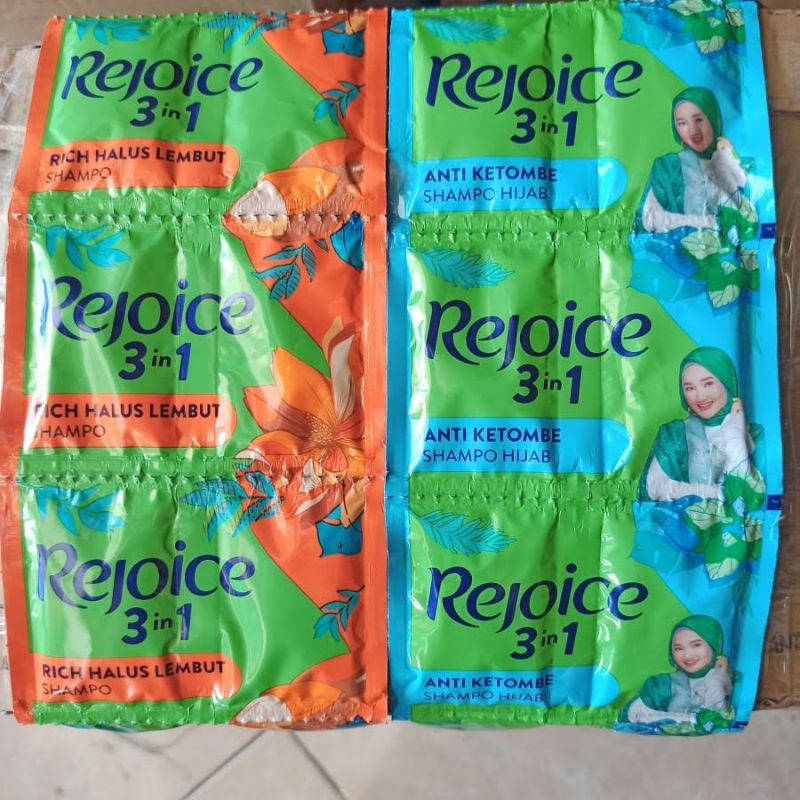 Rejoice
3 in 1
RICH HALUS LEMBUT
SHAMPO
Rejoice
3 in 1
RICH HALUS LEMBUT
SHAMPO
Rejoice
3 in 1
RICH HALUS LEMBUT
SHAMPO
Rejoice
3 in 1
ANTI KETOMBE
SHAMPO HIJAB
Rejoice
3 in 1
ANTI KETOMBE
SHAMPO HIJAB
Rejoice
3 in 1
ANTI KETOMBE
SHAMPO HIJAB